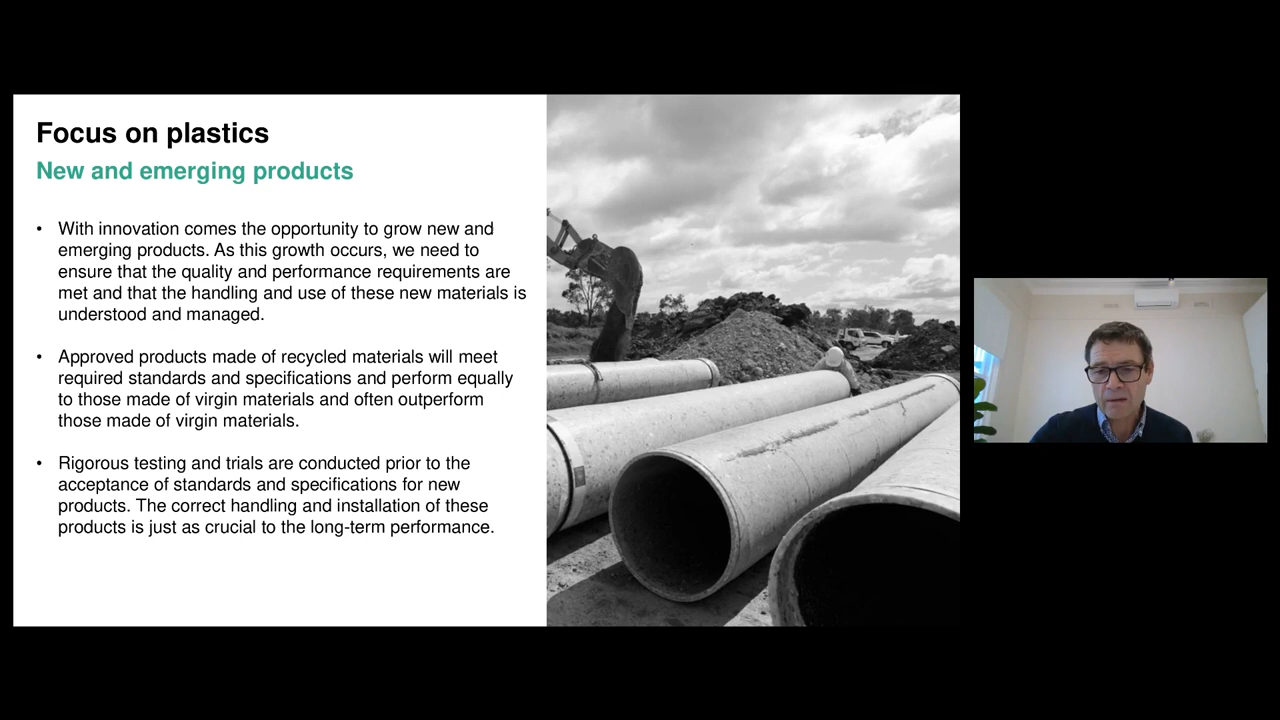 Focus on plastics
New and emerging products
• With innovation comes the opportunity to grow new and
emerging products. As this growth occurs, we need to
ensure that the quality and performance requirements are
met and that the handling and use of these new materials is
understood and managed.
• Approved products made of recycled materials will meet
required standards and specifications and perform equally
to those made of virgin materials and often outperform
those made of virgin materials.
• Rigorous testing and trials are conducted prior to the
acceptance of standards and specifications for new
products. The correct handling and installation of these
products is just as crucial to the long-term performance.